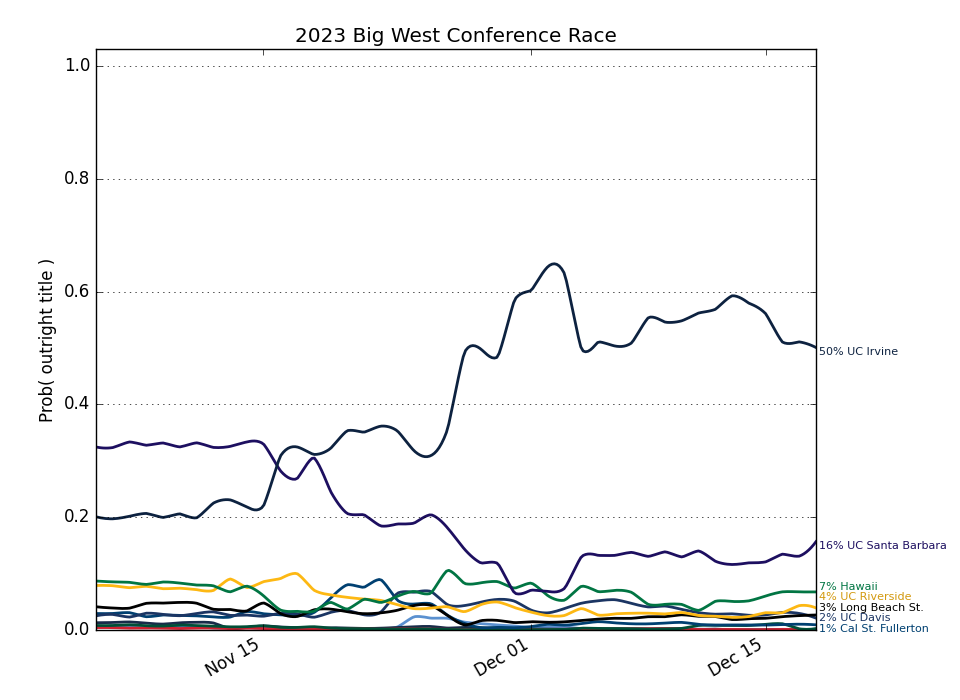 2023 Big West Conference Race
1.0
0.8
0.6
0.4
0.2
0.0
Prob( outright title )
Nov 15
Dec 01
Dec 15
50% UC Irvine
16% UC Santa Barbara
7% Hawaii
4% UC Riverside
3% Long Beach St.
2% UC Davis
1% Cal St. Fullerton